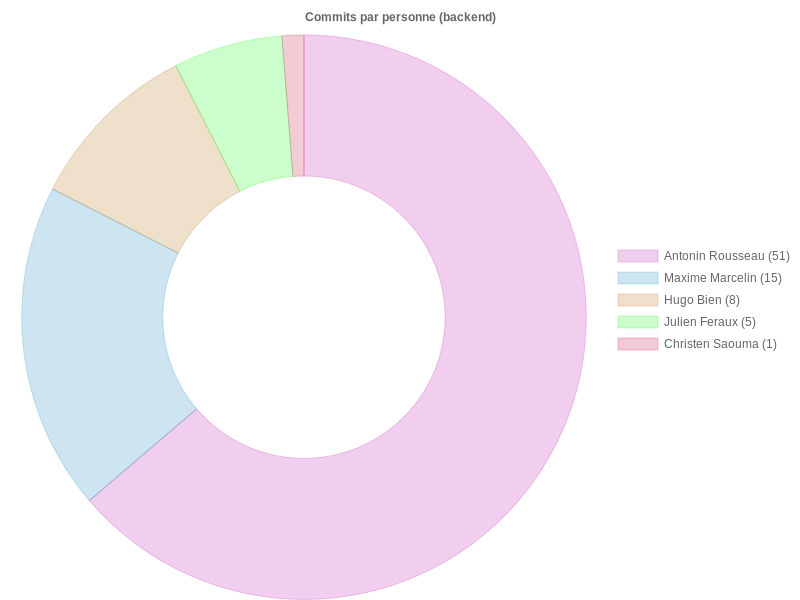 Commits par personne (backend)
Antonin Rousseau (51)
Maxime Marcelin (15)
Hugo Bien (8)
Julien Feraux (5)
Christen Saouma (1)